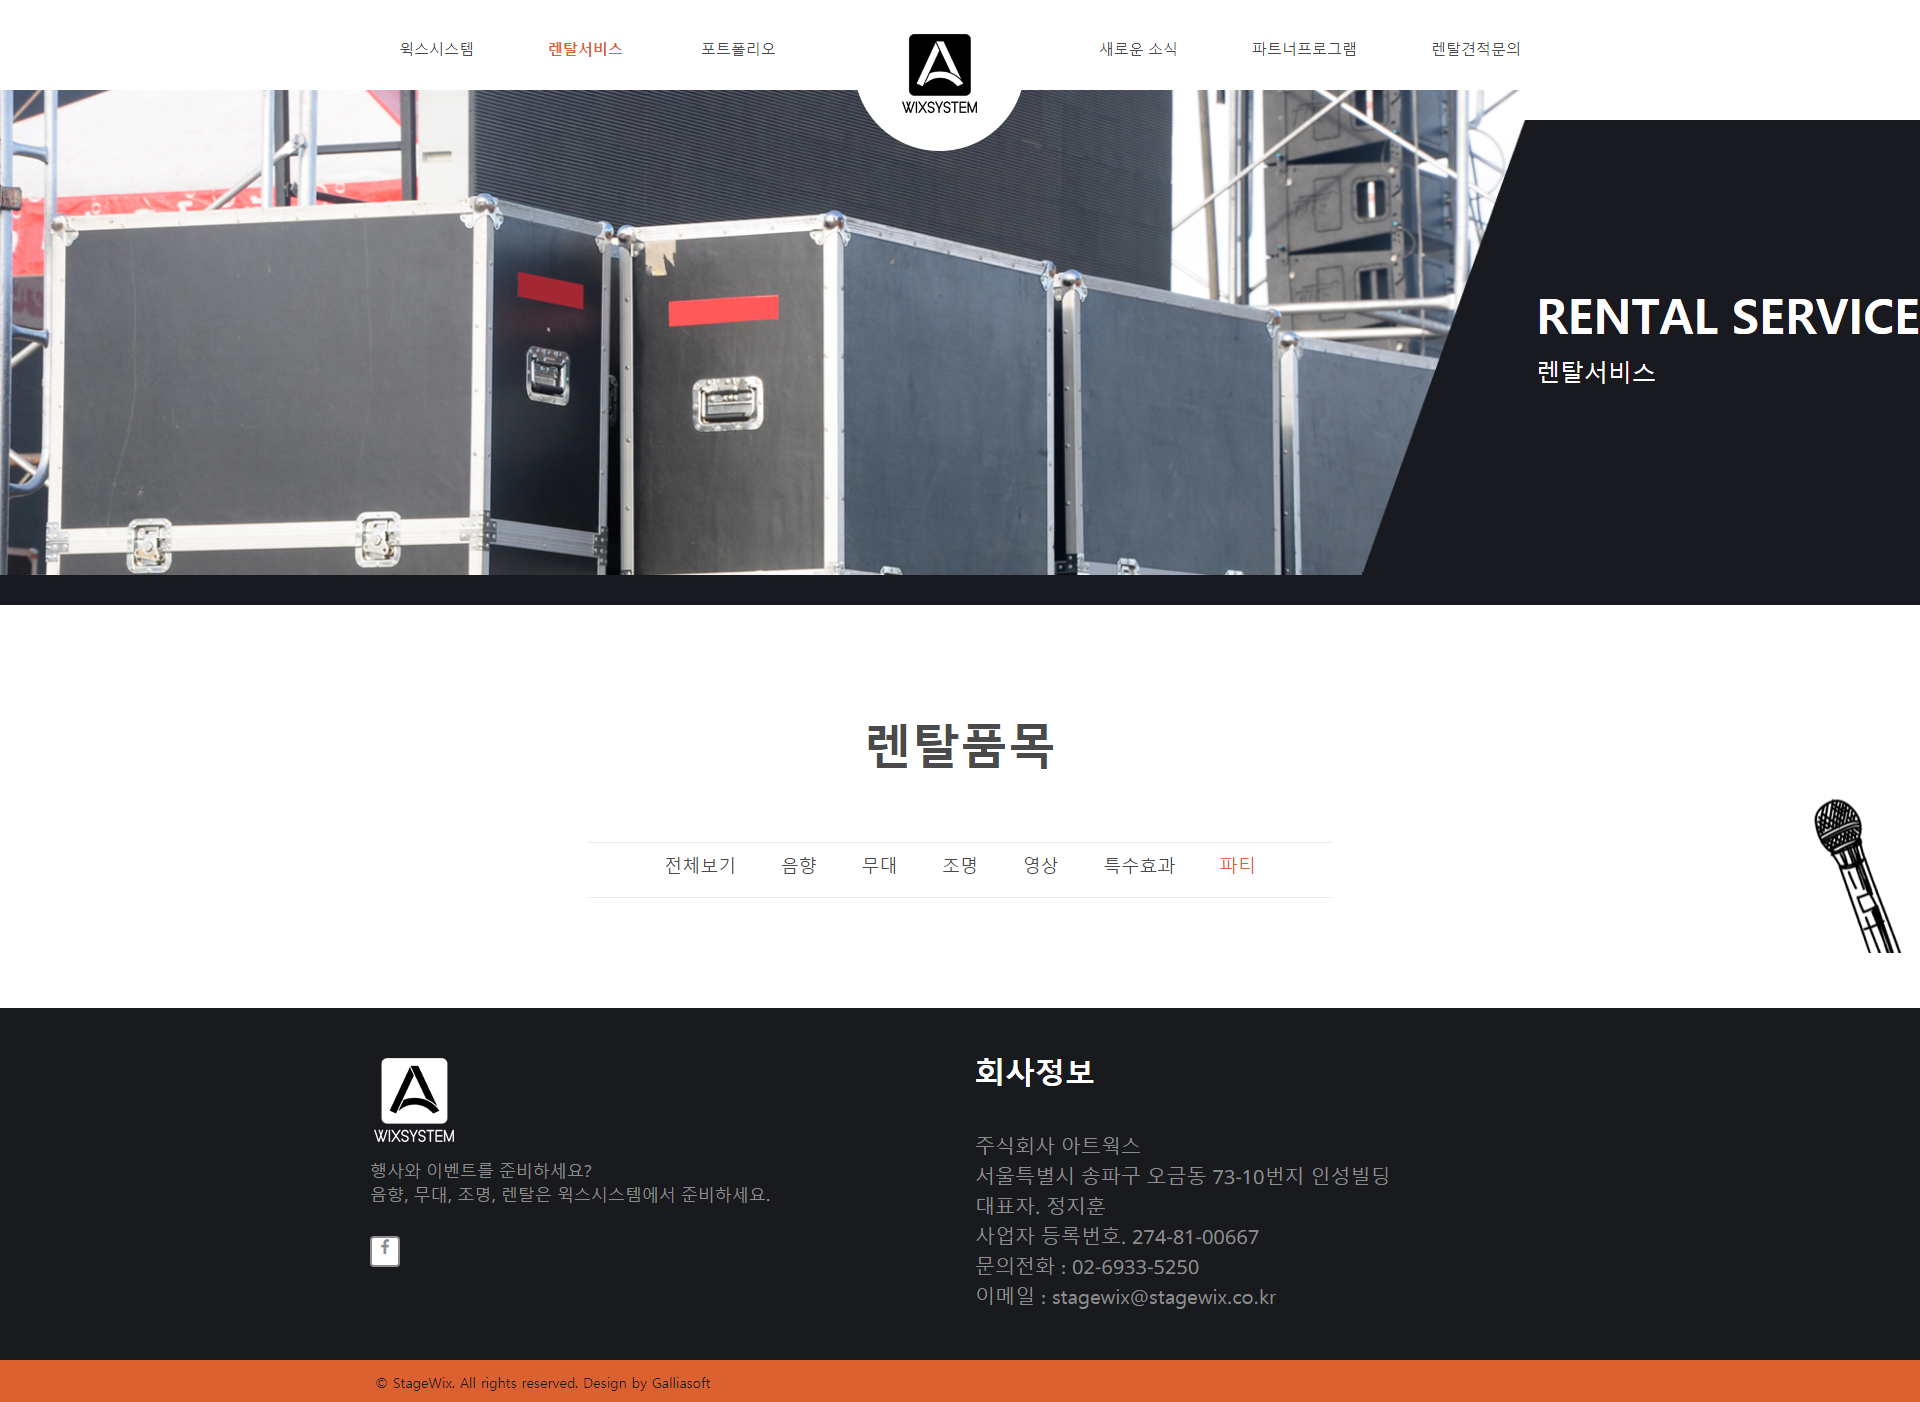 윅스시스템
렌탈서비스
포트폴리오
WIXSYSTEM
새로운 소식
파트너프로그램
렌탈견적문의
RENTAL SERVICE
렌탈서비스
렌탈품목
전체보기 음향 무대 조명 영상 특수효과 파티
WIXSYSTEM
행사와 이벤트를 준비하세요?
음향, 무대, 조명, 렌탈은 윅스시스템에서 준비하세요.
회사정보
주식회사 아트웍스
서울특별시 송파구 오금동 73-10번지 인성빌딩
대표자. 정지훈
사업자 등록번호. 274-81-00667
문의전화 : 02-6933-5250
이메일 : stagewix@stagewix.co.kr
© StageWix. All rights reserved. Design by Galliasoft